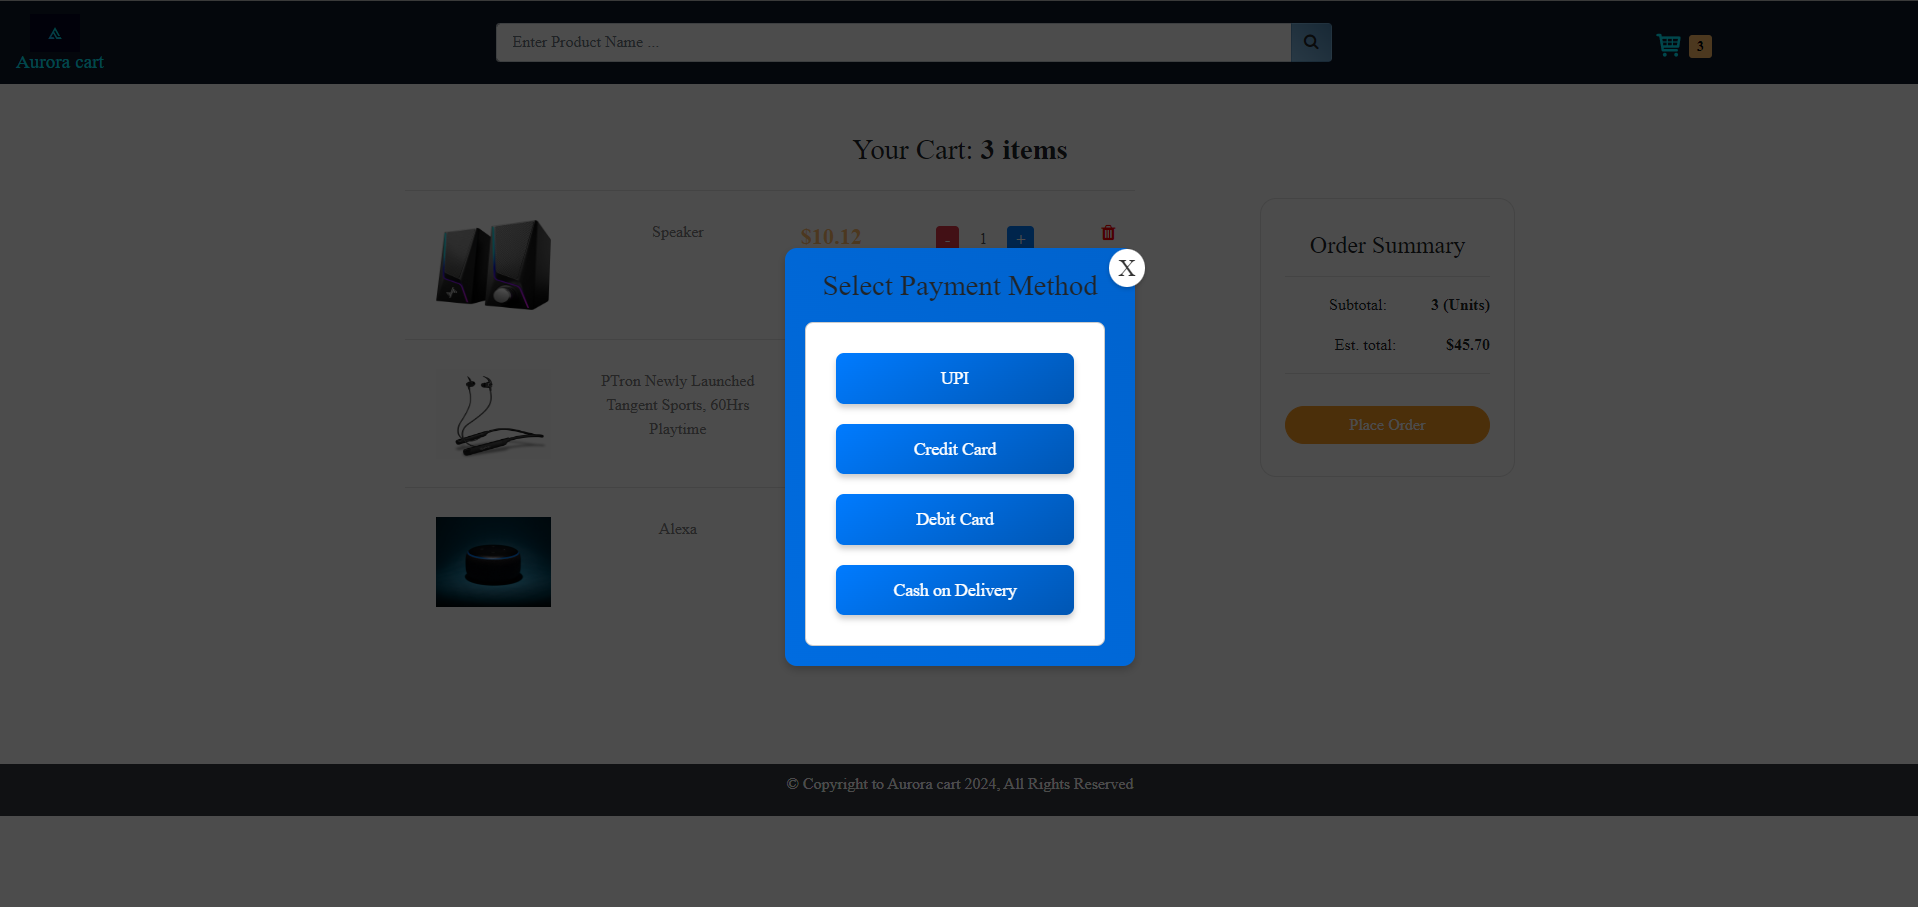 Aurora cart
Enter Product Name ...
3
Your Cart: 3 items
Speaker
$10.12
- 1 +
PTron Newly Launched
Tangent Sports, 60Hrs
Playtime
Alexa
Order Summary
Subtotal: 3 (Units)
Est. total: $45.70
Place Order
X
Select Payment Method
UPI
Credit Card
Debit Card
Cash on Delivery
© Copyright to Aurora cart 2024, All Rights Reserved